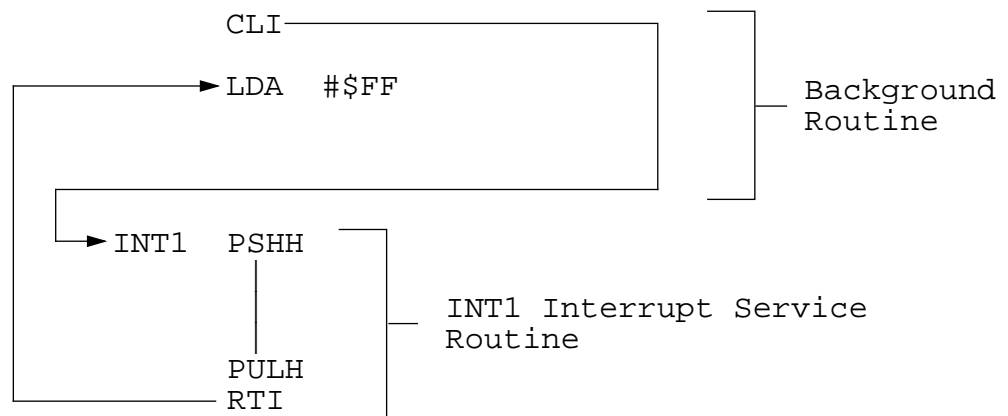 CLI
LDA #$FF
Background
Routine
INT1 PSHH
INT1 Interrupt Service
Routine
PULH
RTI